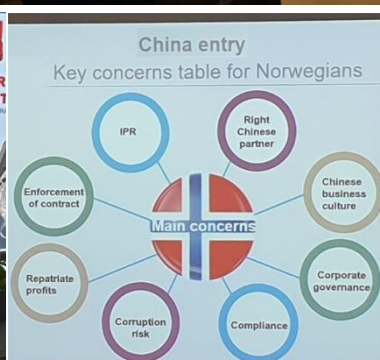 China entry
Key concerns table for Norwegians
IPR
Right
Chinese
partner
Enforcement
of contract
Chinese
business
culture
Main concerns
Repatriate
profits
Corporate
governance
Corruption
risk
Compliance